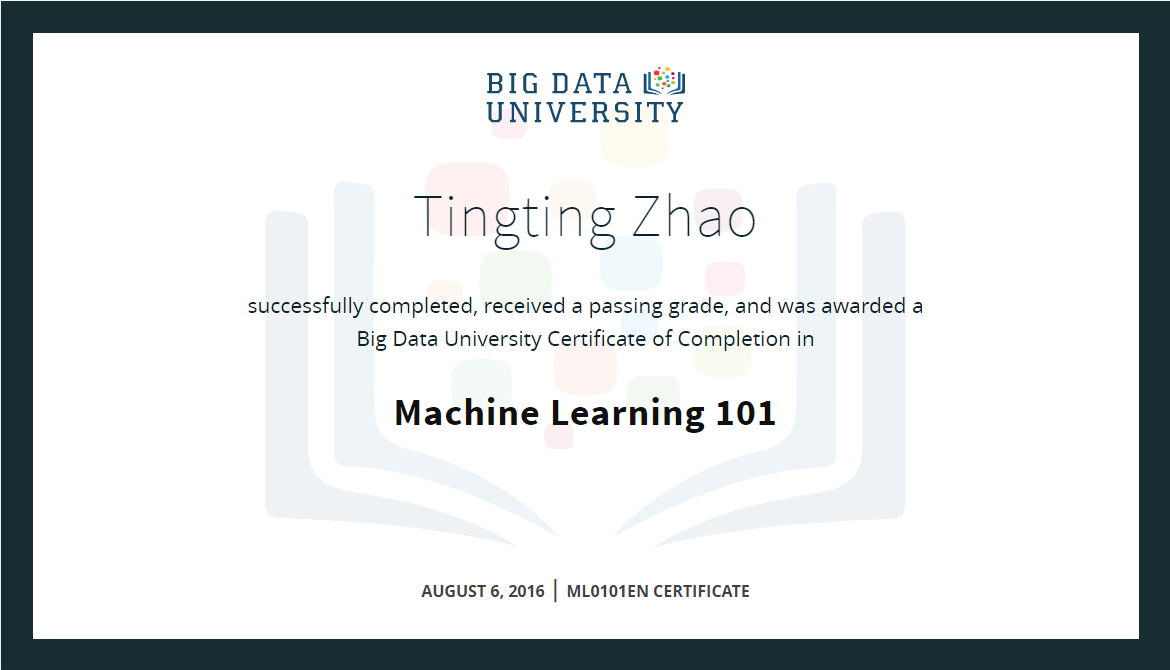 BIG DATA
UNIVERSITY
Tingting Zhao
successfully completed, received a passing grade, and was awarded a
Big Data University Certificate of Completion in
Machine Learning 101
AUGUST 6, 2016 | ML0101EN CERTIFICATE